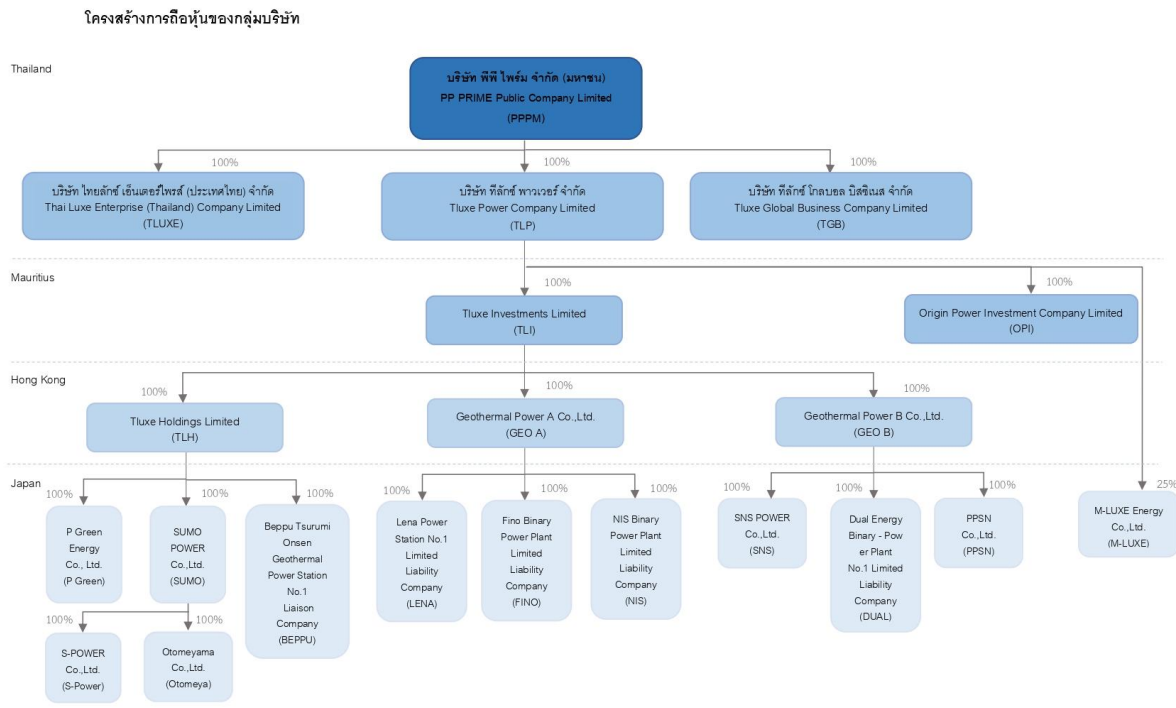 โครงสร้างการถือหุ้นของกลุ่มบริษัท
Thailand
บริษัท พีพี ไพร์ม จำกัด (มหาชน)
PP PRIME Public Company Limited
(PPPM)
100%
100%
100%
บริษัท ไทยลักซ์ เอ็นเตอร์ไพรส์ (ประเทศไทย) จำกัด
Thai Luxe Enterprise (Thailand) Company Limited
(TLUXE)
บริษัท ทีลักซ์ พาวเวอร์ จำกัด
Tluxe Power Company Limited
(TLP)
บริษัท ทีลักซ์ โกลบอล บิสซิเนส จำกัด
Tluxe Global Business Company Limited
(TGB)
Mauritius
100%
100%
Tluxe Investments Limited
(TLI)
Origin Power Investment Company Limited
(OPI)
Hong Kong
100%
100%
100%
Tluxe Holdings Limited
(TLH)
Geothermal Power A Co.,Ltd.
(GEO A)
Geothermal Power B Co.,Ltd.
(GEO B)
Japan
100%
100%
100%
100%
100%
100%
100%
100%
100%
25%
P Green
Energy
Co., Ltd.
(P Green)
SUMO
POWER
Co.,Ltd.
(SUMO)
Beppu Tsurumi
Onsen
Geothermal
Power Station
No.1
Liaison
Company
(BEPPU)
Lena Power
Station No.1
Limited
Liability
Company
(LENA)
Fino Binary
Power Plant
Limited
Liability
Company
(FINO)
NIS Binary
Power Plant
Limited
Liability
Company
(NIS)
SNS POWER
Co.,Ltd.
(SNS)
Dual Energy
Binary - Pow
er Plant
No.1 Limited
Liability
Company
(DUAL)
PPSN
Co.,Ltd.
(PPSN)
M-LUXE Energy
Co.,Ltd.
(M-LUXE)
100%
100%
S-POWER
Co.,Ltd.
(S-Power)
Otomeyama
Co.,Ltd.
(Otomeya)